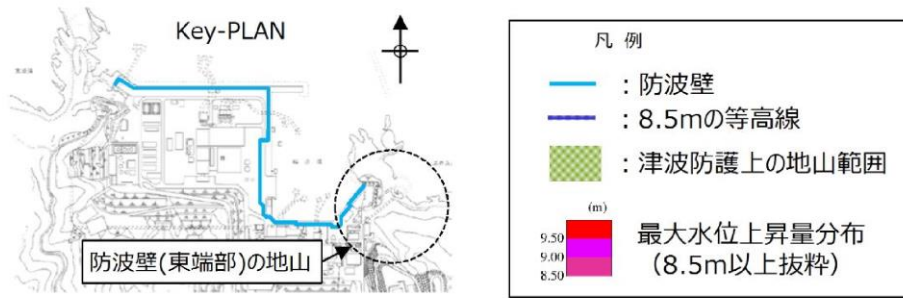 Key-PLAN
防波壁(東端部)の地山
凡 例
：防波壁
：8.5mの等高線
：津波防護上の地山範囲
(m)
9.50
9.00
8.50
最大水位上昇量分布
（8.5m以上抜粋）